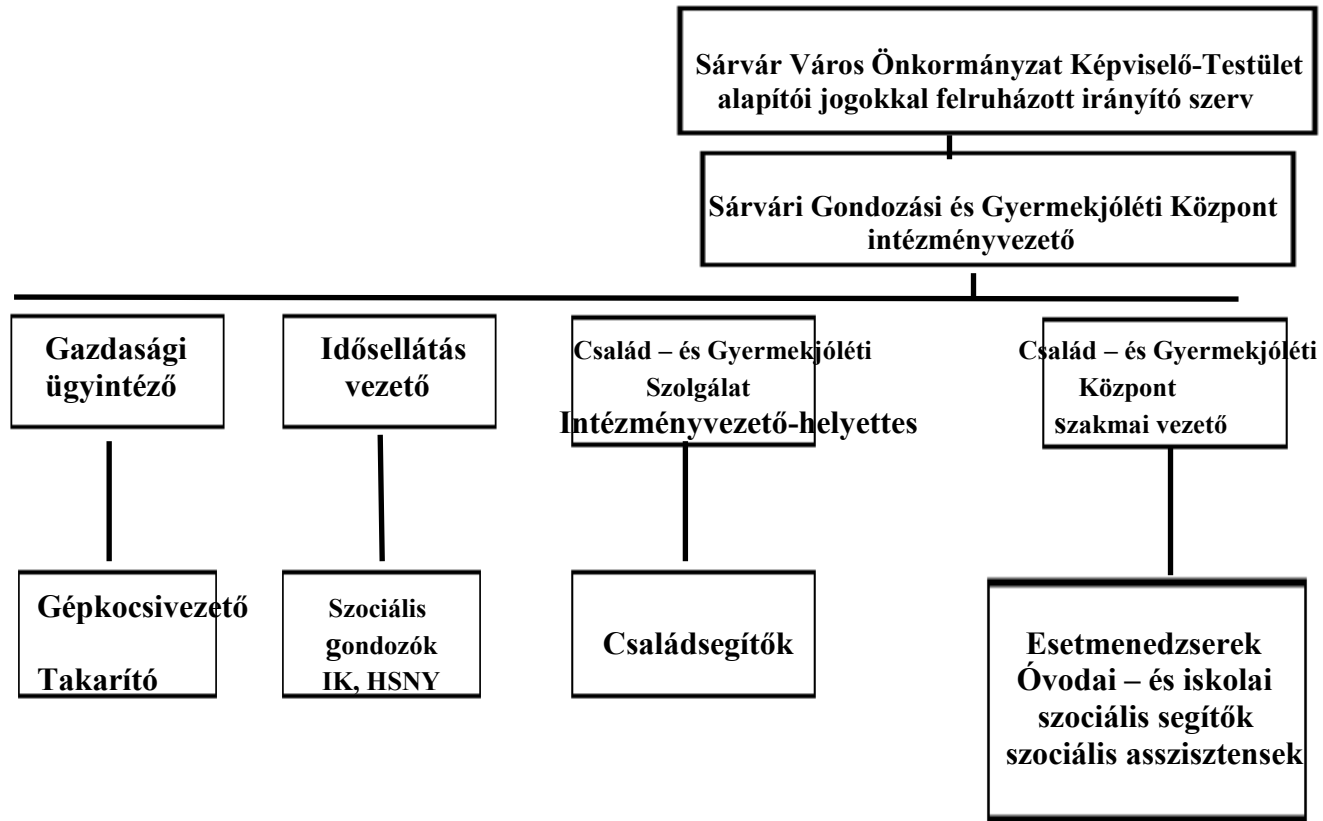 Sárvár Város Önkormányzat Képviselő-Testület
alapítói jogokkal felruházott irányító szerv
Sárvári Gondozási és Gyermekjóléti Központ
intézményvezető
Gazdasági
ügyintéző
Idősellátás
vezető
Család – és Gyermekjóléti
Szolgálat
Intézményvezető-helyettes
Család – és Gyermekjóléti
Központ
szakmai vezető
Gépkocsivezető
Takarító
Szociális
gondozók
IK, HSNY
Családsegítők
Esetmenedzserek
Óvodai – és iskolai
szociális segítők
szociális asszisztensek